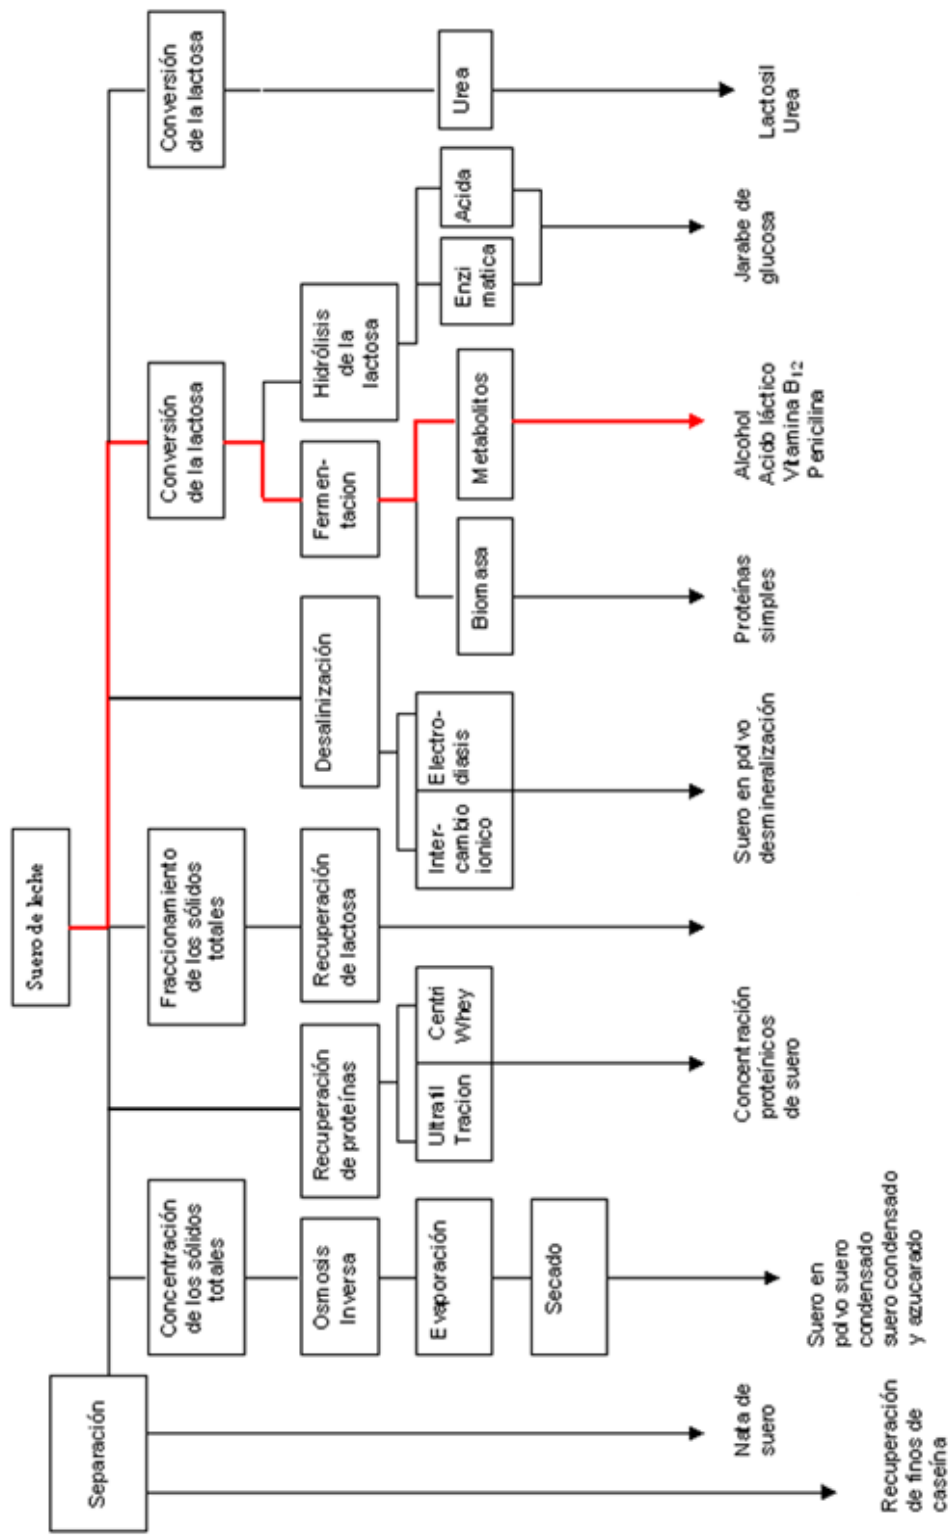 Suero de leche
Separación
Concentración
de los sólidos
totales
Fraccionamiento
de los sólidos
totales
Conversión
de la lactosa
Conversión
de la lactosa
Osmosis
Inversa
Recuperación
de proteínas
Recuperación
de lactosa
Desalinización
Fermen-
tacion
Hidrólisis
de la
lactosa
Evaporación
Ultrafil
Tracion
Centri
Whey
Inter-
cambio
ionico
Electro-
diasis
Biomasa
Metabolitos
Enzi
matica
Acida
Urea
Secado
Recuperación
de finos de
caseína
Nata de
suero
Suero en
polvo suero
condensado
suero condensado
y azucarado
Concentración
proteínicos
de suero
Suero en polvo
desmineralización
Proteínas
simples
Alcohol
Acido láctico
Vitamina B12
Penicilina
Jarabe de
glucosa
Lactosil
Urea